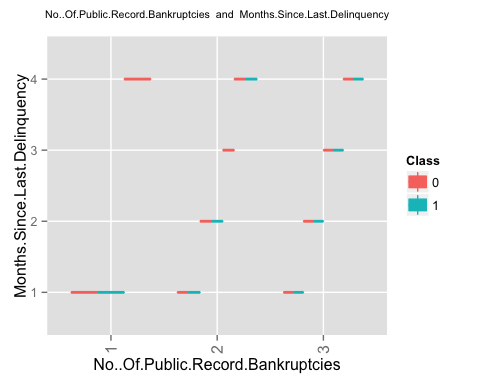 No..Of.Public.Record.Bankruptcies and Months.Since.Last.Delinquency
Months.Since.Last.Delinquency
4
3
2
1
1
2
3
No..Of.Public.Record.Bankruptcies
Class
0
1